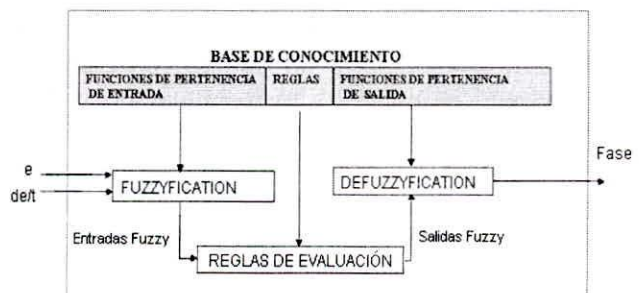 BASE DE CONOCIMIENTO
FUNCIONES DE PERTENENCIA
DE ENTRADA
REGLAS
FUNCIONES DE PERTENENCIA
DE SALIDA
e
de/t
FUZZYFICATION
DEFUZZYFICATION
Fase
Entradas Fuzzy
Salidas Fuzzy
REGLAS DE EVALUACIÓN